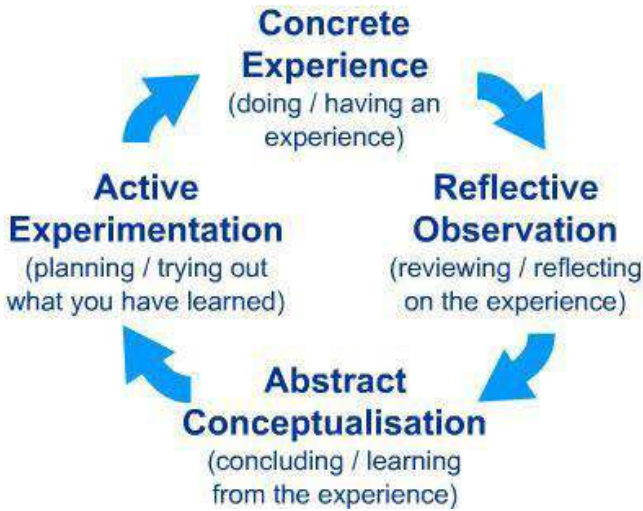 Concrete
Experience
(doing / having an
experience)
Reflective
Observation
(reviewing / reflecting
on the experience)
Abstract
Conceptualisation
(concluding / learning
from the experience)
Active
Experimentation
(planning / trying out
what you have learned)